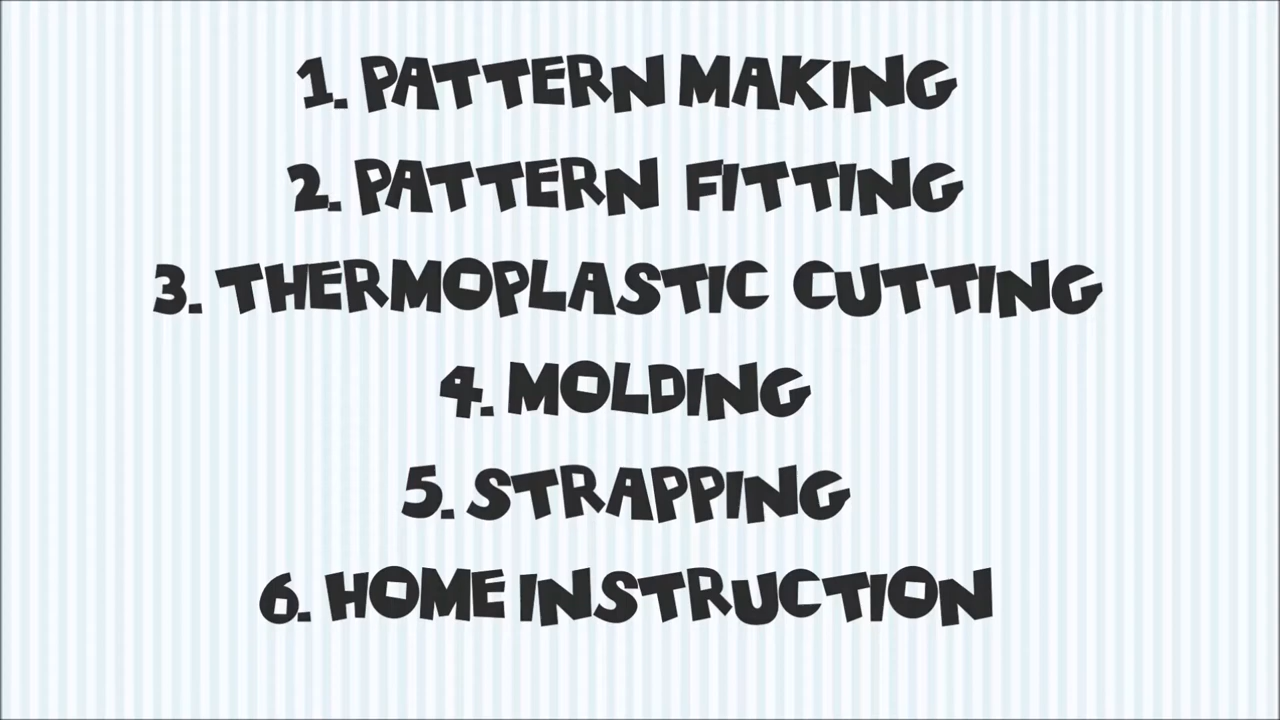 1. PATTERN MAKING
2. PATTERN FITTING
3. THERMOPLASTIC CUTTING
4. MOLDING
5. STRAPPING
6. HOME INSTRUCTION